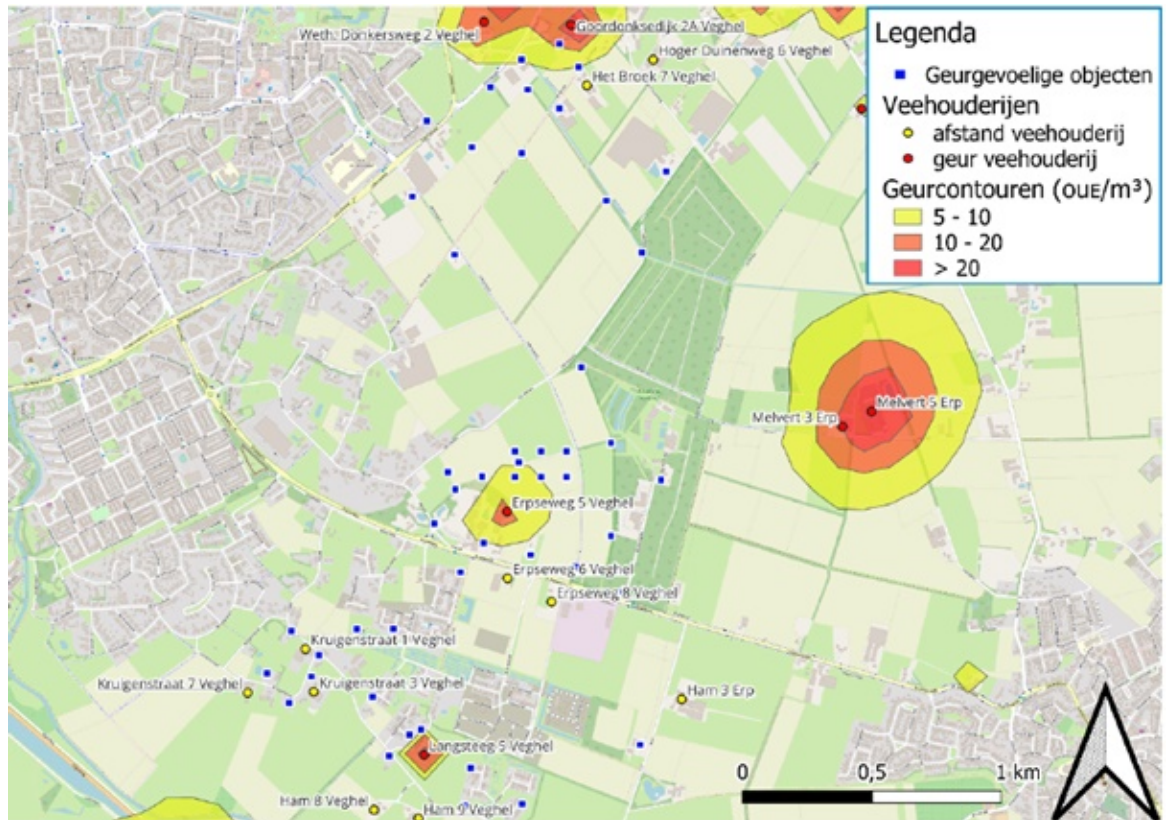 Goordonksedijk 2A Veghel
Weth. Donkersweg 2 Veghel
Hoger Duinenweg 6 Veghel
Het Broek 7 Veghel
Legenda
Geurgevoelige objecten
Veehouderijen
afstand veehouderij
geur veehouderij
Geurcontouren (OUE/m³)
5 - 10
10 - 20
> 20
Melvert 5 Erp
Melvert 3 Erp
Erpseweg 5 Veghel
Erpseweg 6 Veghel
Erpseweg 8 Veghel
Kruigenstraat 1 Veghel
Kruigenstraat 7 Veghel
Kruigenstraat 3 Veghel
Ham 3 Erp
Langsteeg 5 Veghel
0 0,5 1 km
Ham 8 Veghel
Ham 9 Veghel